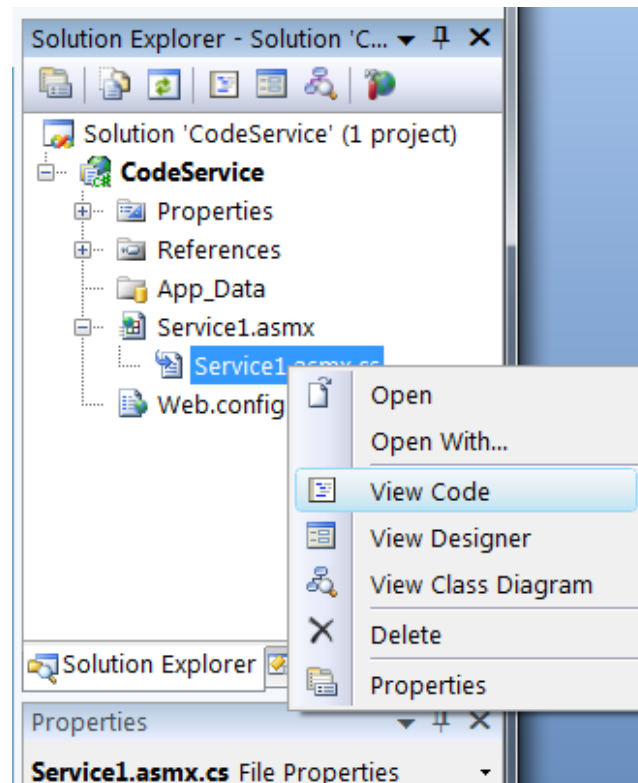 Solution Explorer - Solution 'C...
Solution 'CodeService' (1 project)
CodeService
Properties
References
App_Data
Service1.asmx
Service1.asmx.cs
Web.config
Open
Open With...
View Code
View Designer
View Class Diagram
Delete
Properties
Solution Explorer
Properties
Service1.asmx.cs File Properties